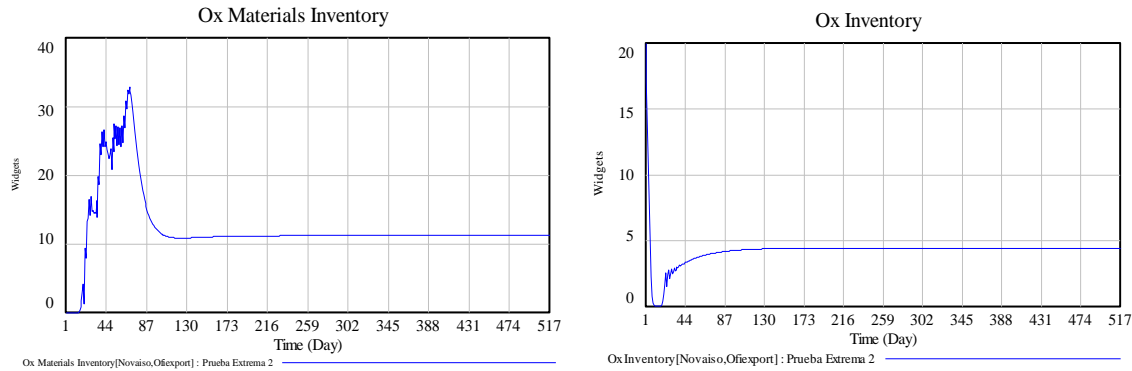 Ox Materials Inventory
40
30
20
10
0
Widgets
1 44 87 130 173 216 259 302 345 388 431 474 517
Time (Day)
Ox Materials Inventory[Novaiso,Ofiexport] : Prueba Extrema 2
Ox Inventory
20
15
10
5
0
Widgets
1 44 87 130 173 216 259 302 345 388 431 474 517
Time (Day)
Ox Inventory[Novaiso,Ofiexport] : Prueba Extrema 2